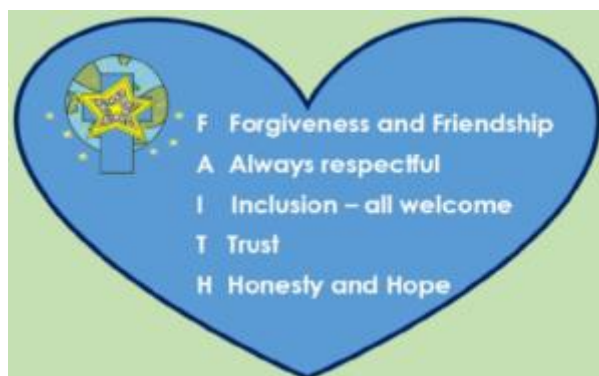 F Forgiveness and Friendship
A Always respectful
I Inclusion – all welcome
T Trust
H Honesty and Hope